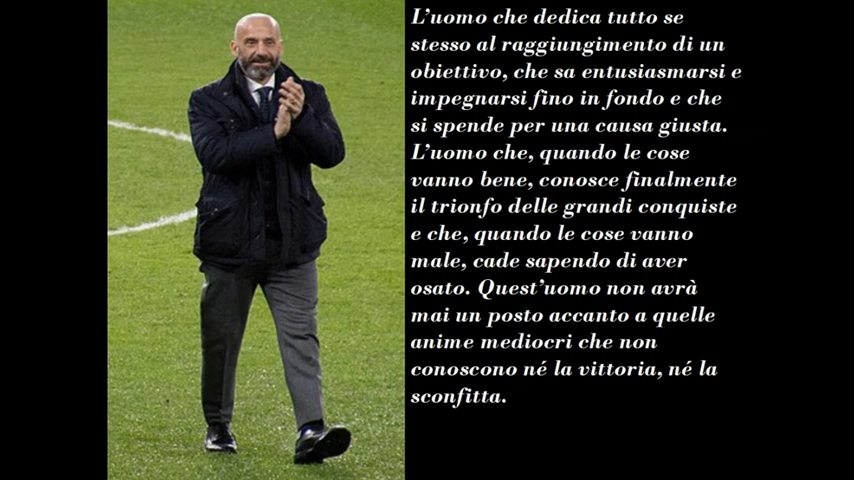 L'uomo che dedica tutto se
stesso al raggiungimento di un
obiettivo, che sa entusiasmarsi e
impegnarsi fino in fondo e che
si spende per una causa giusta.
L'uomo che, quando le cose
vanno bene, conosce finalmente
il trionfo delle grandi conquiste
e che, quando le cose vanno
male, cade sapendo di aver
osato. Quest'uomo non avrà
mai un posto accanto a quelle
anime mediocri che non
conoscono né la vittoria, né la
sconfitta.